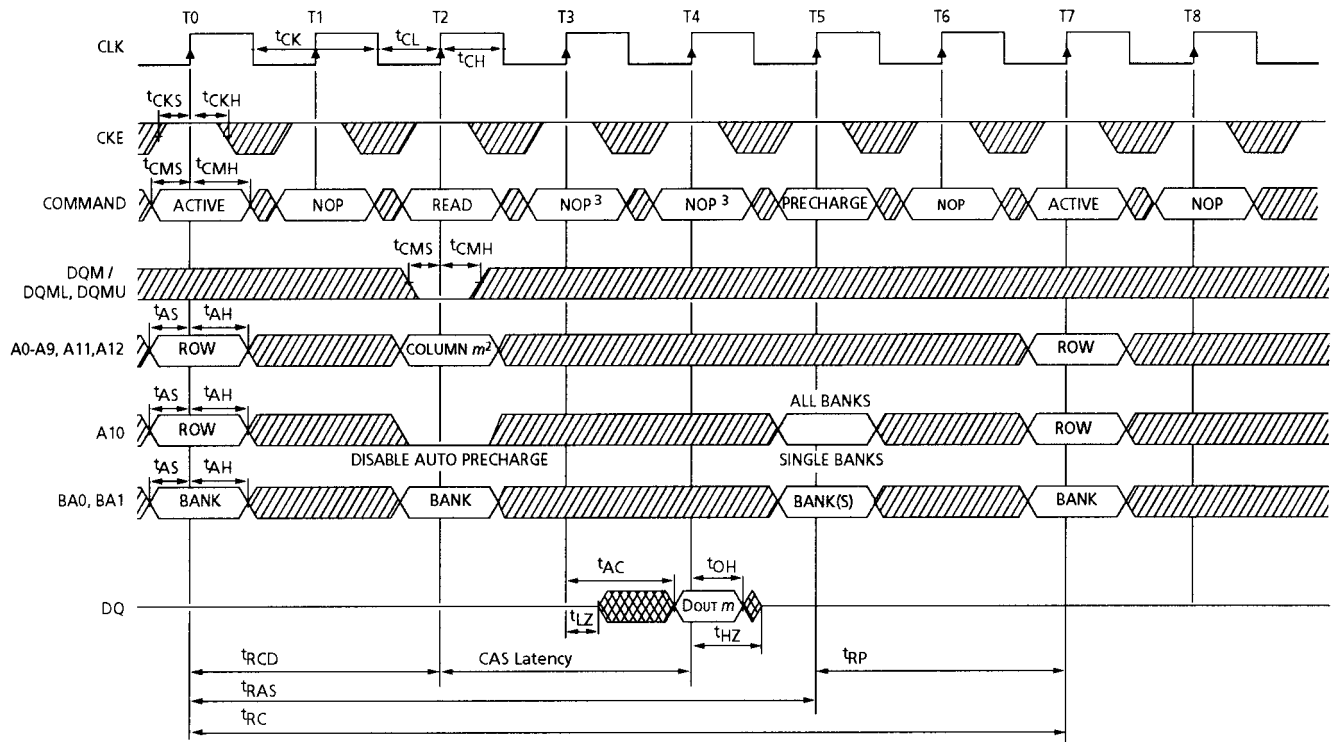 T0 T1 T2 T3 T4 T5 T6 T7 T8
CLK tCK tCL tCH
tCKS tCKH
CKE
tCMS tCMH
COMMAND ACTIVE NOP READ NOP3 NOP3 PRECHARGE NOP ACTIVE NOP
tCMS tCMH
DQM /
DQML, DQMU
tAS tAH
A0-A9, A11,A12 ROW COLUMN m2 ROW
tAS tAH ALL BANKS
A10 ROW ROW
DISABLE AUTO PRECHARGE SINGLE BANKS
tAS tAH
BA0, BA1 BANK BANK BANK(S) BANK
tAC tOH
DQ DOUT m
tLZ tHZ
tRCD CAS Latency tRP
tRAS
tRC